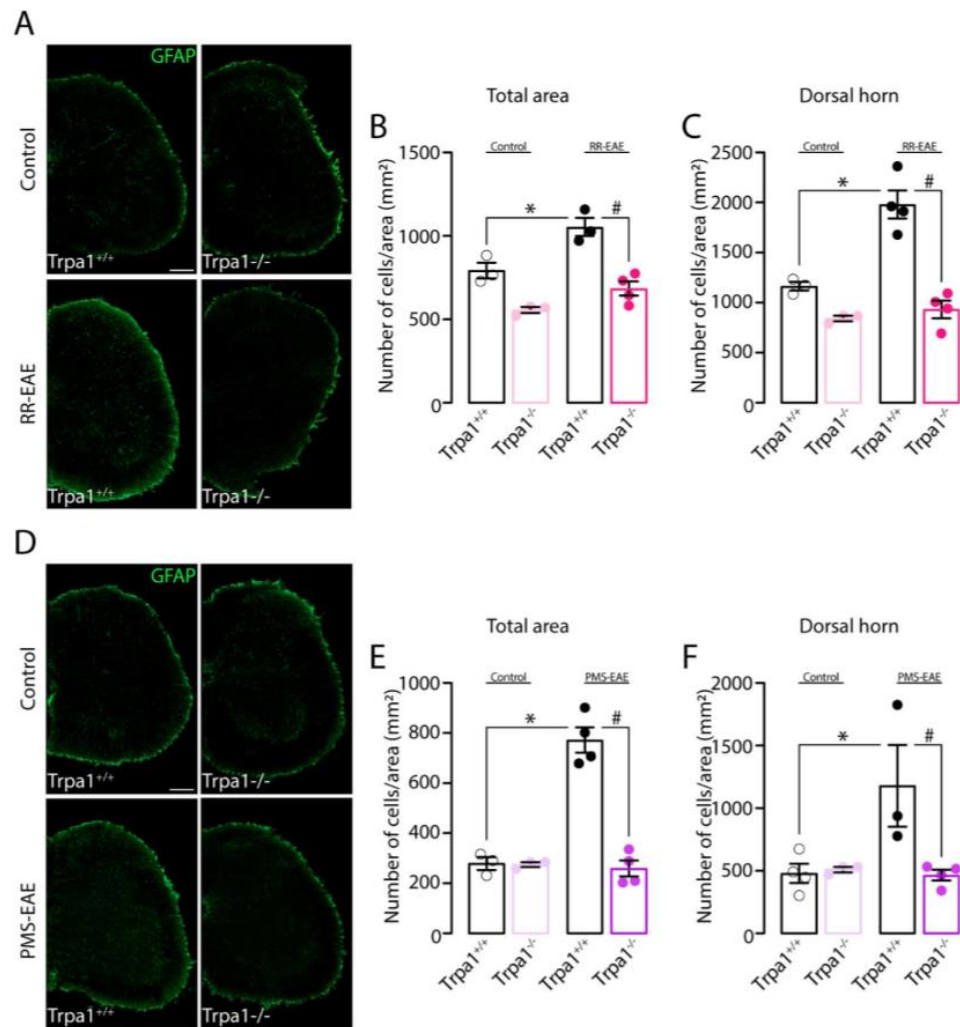 A
GFAP
Control
Trpa1+/+
Trpa1-/-
RR-EAE
Trpa1+/+
Trpa1-/-
Total area
B
Control
RR-EAE
*
#
Number of cells/area (mm²)
1500
1000
500
0
Trpa1+/+
Trpa1-/-
Trpa1+/+
Trpa1-/-
Dorsal horn
C
Control
RR-EAE
*
#
Number of cells/area (mm²)
2500
2000
1500
1000
500
0
Trpa1+/+
Trpa1-/-
Trpa1+/+
Trpa1-/-
D
GFAP
Control
Trpa1+/+
Trpa1-/-
PMS-EAE
Trpa1+/+
Trpa1-/-
Total area
E
Control
PMS-EAE
*
#
Number of cells/area (mm²)
1000
800
600
400
200
0
Trpa1+/+
Trpa1-/-
Trpa1+/+
Trpa1-/-
Dorsal horn
F
Control
PMS-EAE
*
#
Number of cells/area (mm²)
2000
1500
1000
500
0
Trpa1+/+
Trpa1-/-
Trpa1+/+
Trpa1-/-